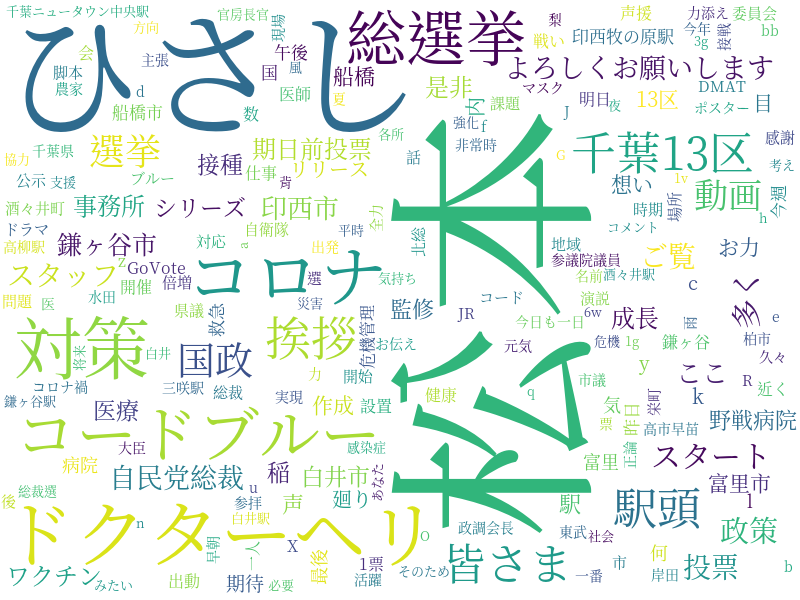 千葉ニュータウン中央駅
官房長官
現場
声援
力添え
委員会
梨
方向
ひさし
総選挙
戦い
印西牧の原駅
今年
3g
接戦
bb
会
主張
午後
風
国
船橋
よろしくお願いします
脚本
農家
d
船橋市
医師
数
是非
内
マスク
課題
J
明日
夜
DMAT
ポスター
13区
目
協力
千葉県
選挙
接種
期日前投票
夏
各所
強化
f
非常時
千葉13区
感謝
考え
公示
支援
ブルー
仕事
リリース
背
話
G
想い
lv
場所
動画
今週
酒々井町
事務所
シリーズ
印西市
全力
松本
時期
コメント
h
ドラマ
高柳駅
鎌ヶ谷市
対応
自衛隊
a
平時
北総
地域
参議院議員
ご覧
お力
スタッフ
z
GoVote
開催
倍増
コロナ
出発
選
気持ち
名前
酒々井駅
c
多く
問題
医
水田
県議
救急
災害
監修
危機管理
JR
コード
演説
6w
成長
雨
e
対策
将来
白井
国政
挨拶
お伝え
今日も一日
元気
危機
1g
鎌ヶ谷
柏市
久々
コロナ禍
三咲駅
総裁
実現
力
開始
市議
y
ここ
R
近く
鎌ヶ谷駅
医療
作成
設置
健康
q
気
栄町
k
コードブルー
大臣
感染症
票
昨日
高市早苗
野戦病院
病院
自民党総裁
稲
白井市
あなた
富里
正論
スタート
総裁選
後
u
参拝
声
廻り
駅
駅頭
富里市
l
ドクターヘリ
n
白井駅
X
O
政調会長
東武
社会
政策
早朝
一人
最後
1票
皆さま
何
投票
ワクチン
みたい
出動
期待
必要
活躍
そのため
一番
市
岸田
b